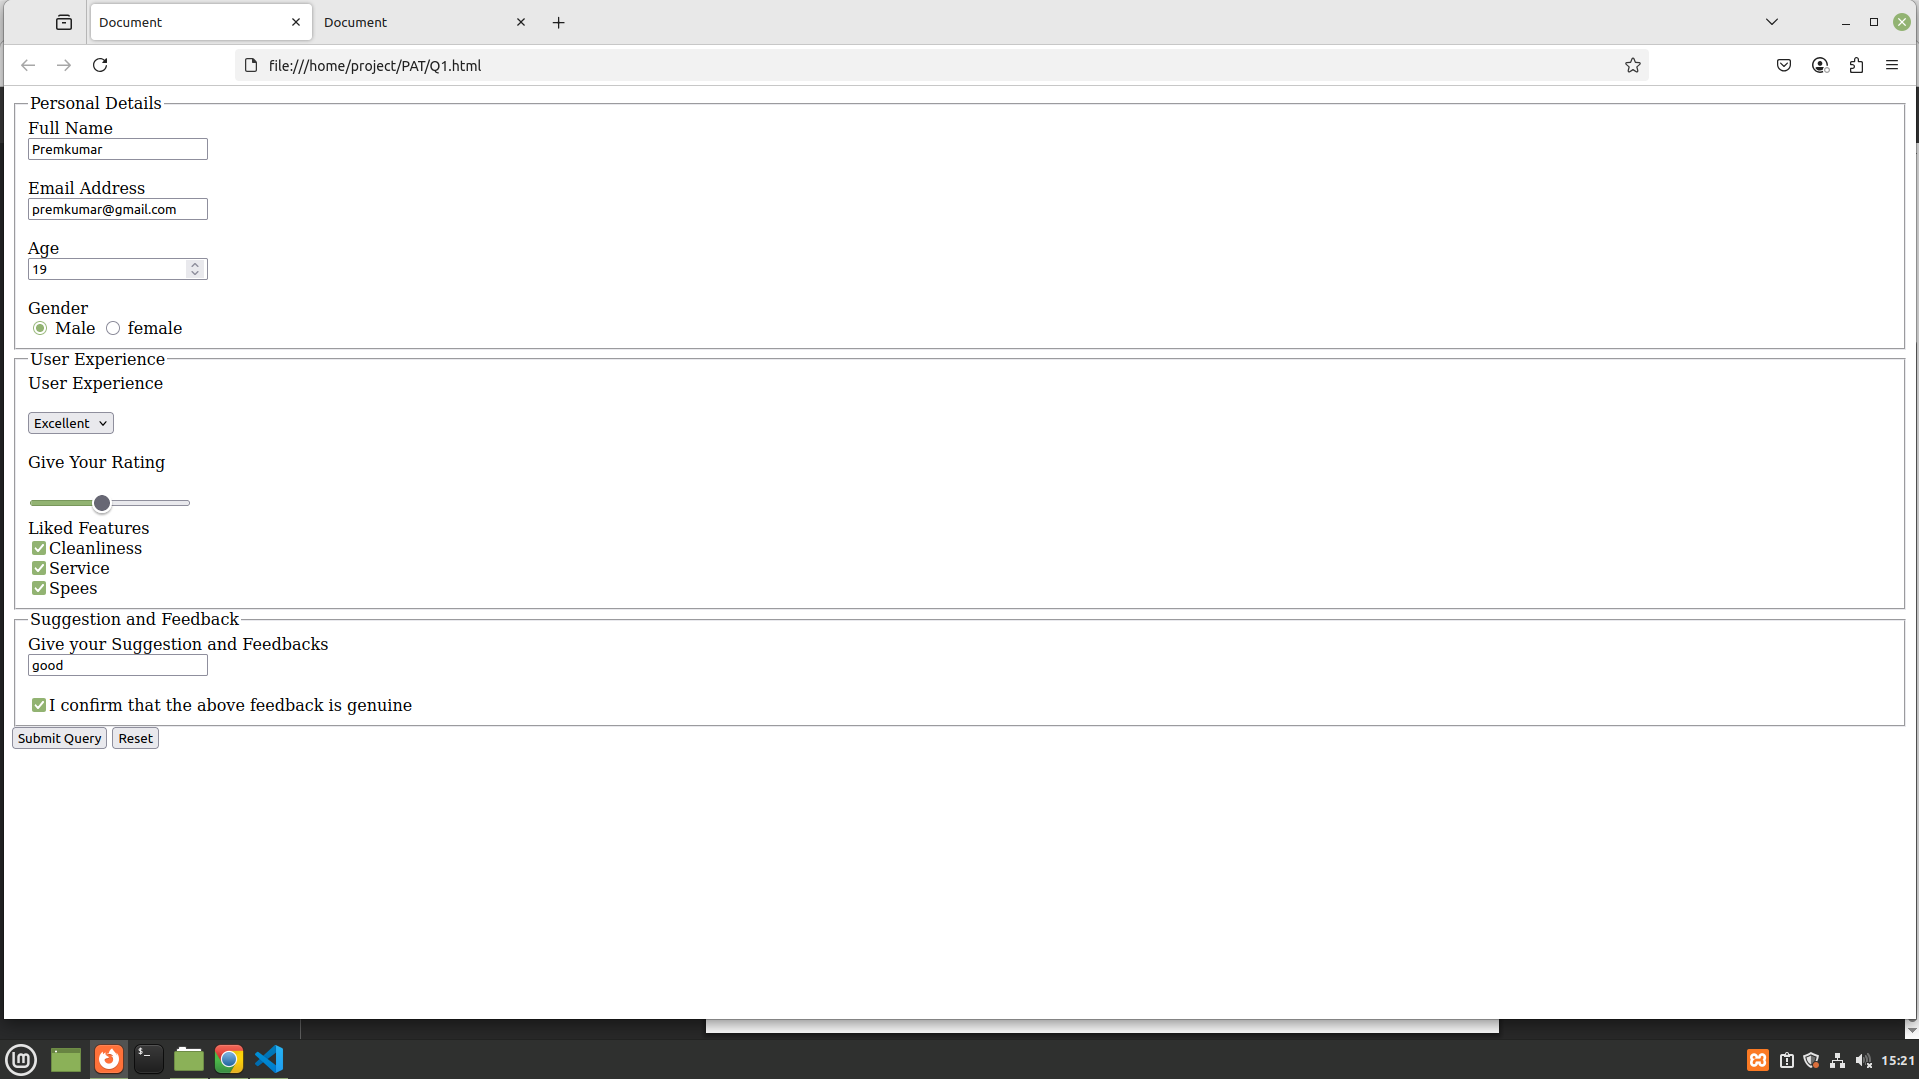 Document
Document
file:///home/project/PAT/Q1.html
Personal Details
Full Name
Premkumar
Email Address
premkumar@gmail.com
Age
19
Gender
Male female
User Experience
User Experience
Excellent
Give Your Rating
Liked Features
Cleanliness
Service
Spees
Suggestion and Feedback
Give your Suggestion and Feedbacks
good
I confirm that the above feedback is genuine
Submit Query Reset
15:21